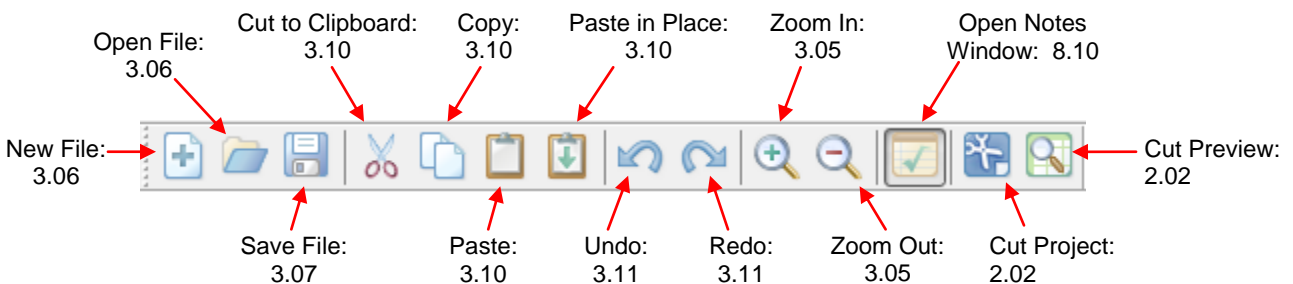 Open File:
3.06
Cut to Clipboard:
3.10
Copy:
3.10
Paste in Place:
3.10
Zoom In:
3.05
Open Notes
Window:  8.10
New File:
3.06
Cut Preview:
2.02
Save File:
3.07
Paste:
3.10
Undo:
3.11
Redo:
3.11
Zoom Out:
3.05
Cut Project:
2.02